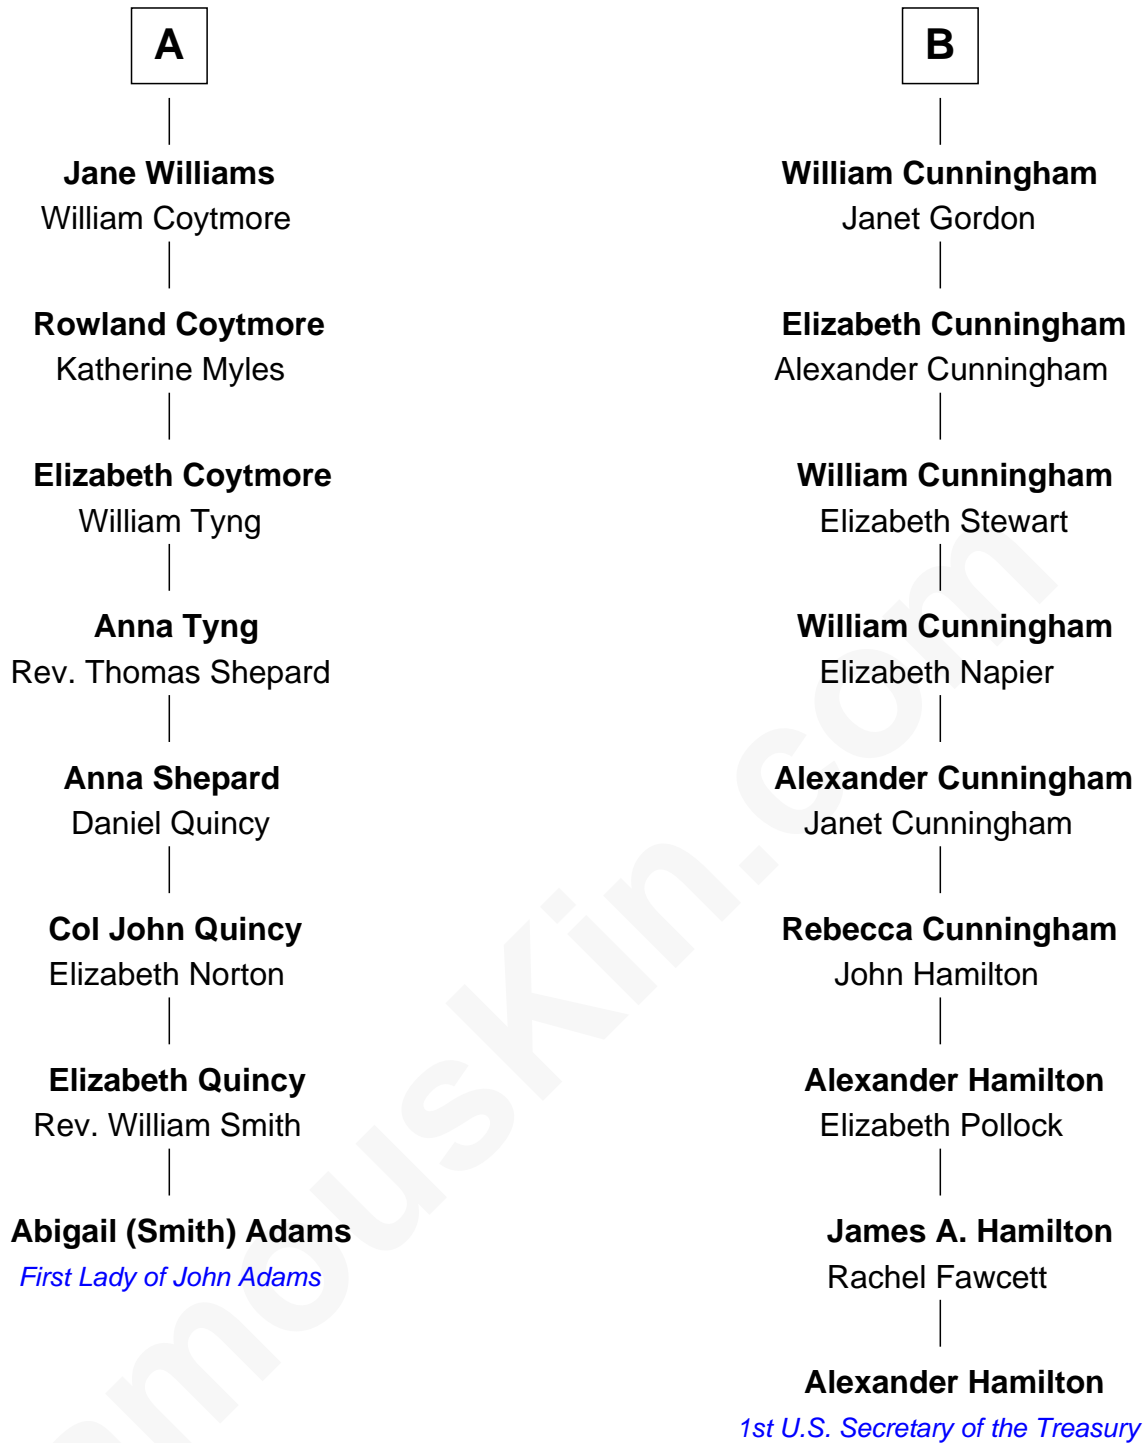 A
Jane Williams
William Coytmore
Rowland Coytmore
Katherine Myles
Elizabeth Coytmore
William Tyng
Anna Tyng
Rev. Thomas Shepard
Anna Shepard
Daniel Quincy
Col John Quincy
Elizabeth Norton
Elizabeth Quincy
Rev. William Smith
Abigail (Smith) Adams
First Lady of John Adams
B
William Cunningham
Janet Gordon
Elizabeth Cunningham
Alexander Cunningham
William Cunningham
Elizabeth Stewart
William Cunningham
Elizabeth Napier
Alexander Cunningham
Janet Cunningham
Rebecca Cunningham
John Hamilton
Alexander Hamilton
Elizabeth Pollock
James A. Hamilton
Rachel Fawcett
Alexander Hamilton
1st U.S. Secretary of the Treasury
amousKin.com